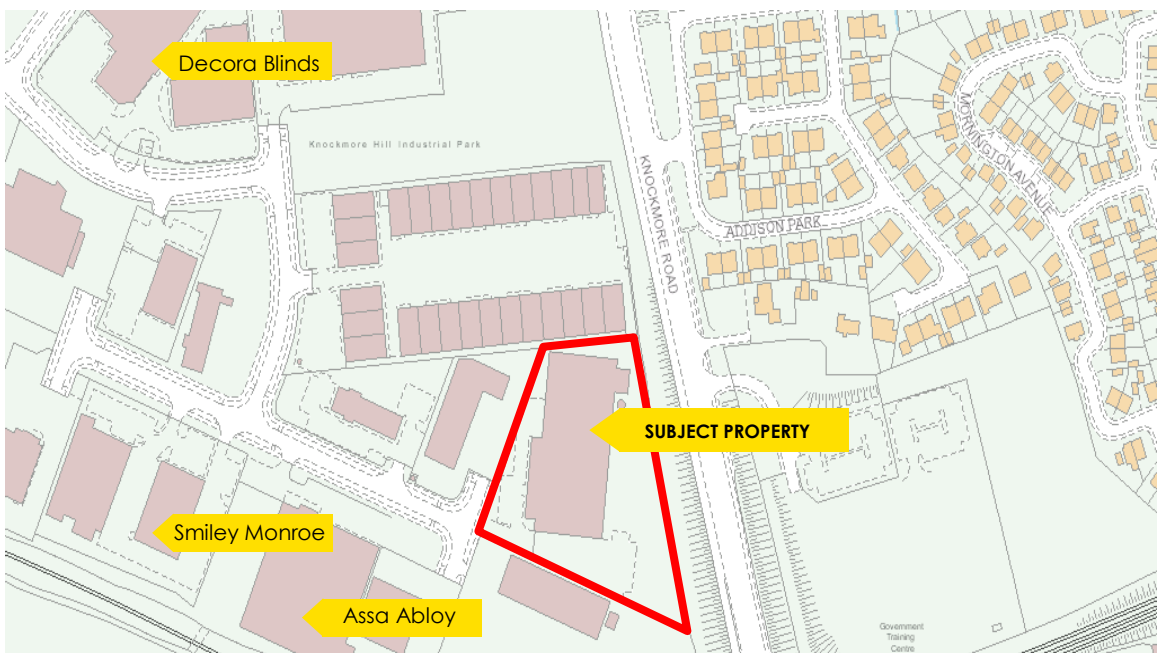 Decora Blinds
Knockmore Hill Industrial Park
KNOCKMORE ROAD
ADDISON PARK
MORNINGTON AVENUE
SUBJECT PROPERTY
Smiley Monroe
Assa Abloy
Government
Training
Centre